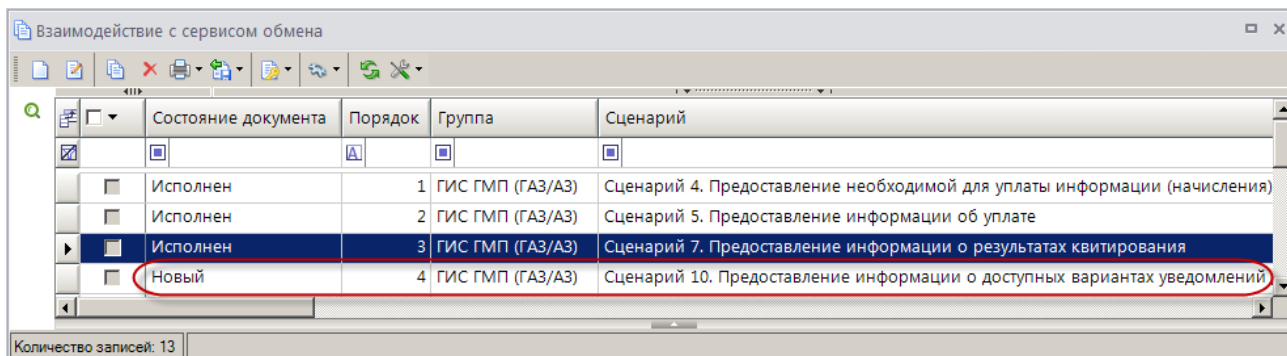 Взаимодействие с сервисом обмена
Состояние документа Порядок Группа Сценарий
A
Исполнен 1 ГИС ГМП (ГАЗ/АЗ) Сценарий 4. Предоставление необходимой для уплаты информации (начисления)
Исполнен 2 ГИС ГМП (ГАЗ/АЗ) Сценарий 5. Предоставление информации об уплате
Исполнен 3 ГИС ГМП (ГАЗ/АЗ) Сценарий 7. Предоставление информации о результатах квитирования
Новый 4 ГИС ГМП (ГАЗ/АЗ) Сценарий 10. Предоставление информации о доступных вариантах уведомлений
Количество записей: 13